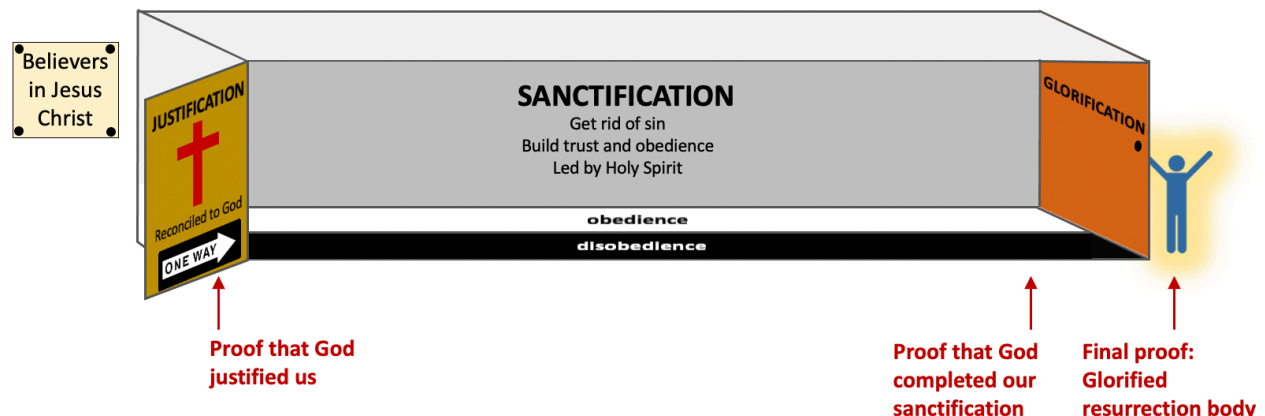 Believers
in Jesus
Christ
JUSTIFICATION
Reconciled to God
ONE WAY
SANCTIFICATION
Get rid of sin
Build trust and obedience
Led by Holy Spirit
obedience
disobedience
GLORIFICATION
Proof that God
justified us
Proof that God
completed our
sanctification
Final proof:
Glorified
resurrection body